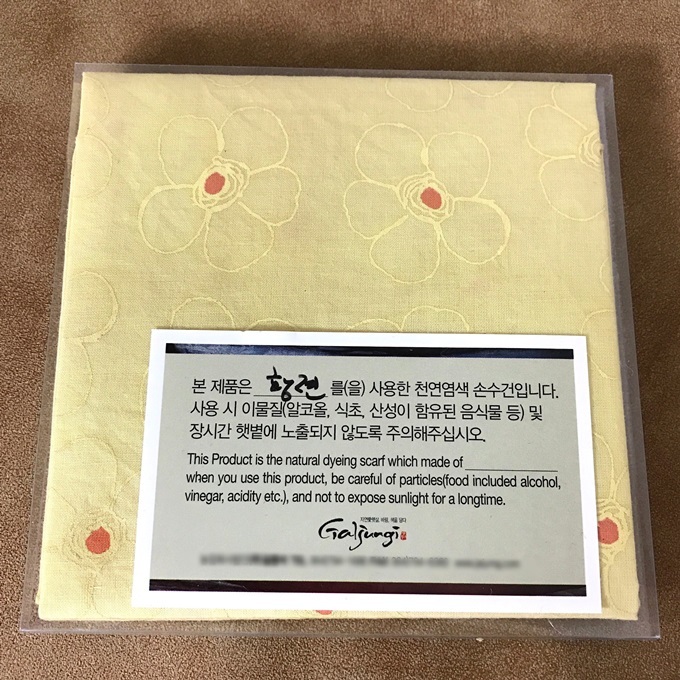 본 제품은 황련 를(을) 사용한 천연염색 손수건입니다.
사용 시 이물질(알코올, 식초, 산성이 함유된 음식물 등) 및
장시간 햇볕에 노출되지 않도록 주의해주십시오.
This Product is the natural dyeing scarf which made of
when you use this product, be careful of particles(food included alcohol,
vinegar, acidity etc.), and not to expose sunlight for a longtime.
Galjungi